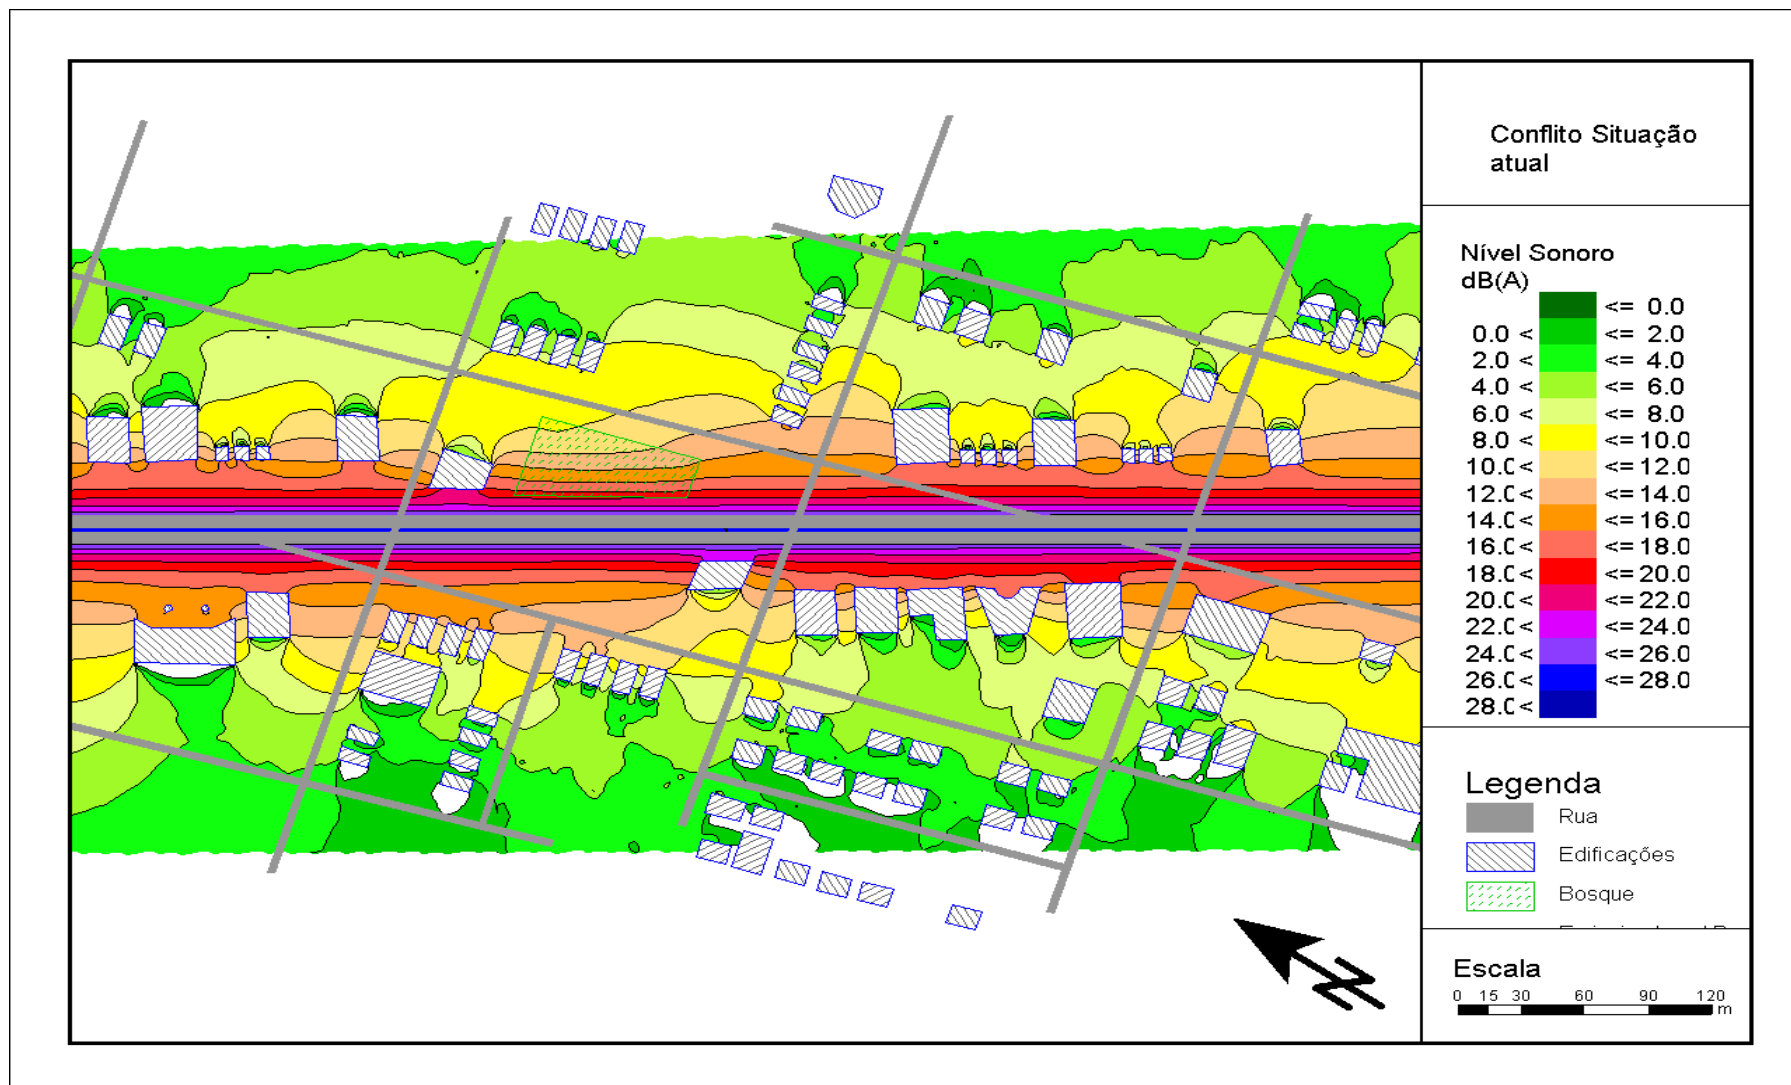 Conflito Situação
atual
Nível Sonoro
dB(A)
<= 0.0
0.0 < <= 2.0
2.0 < <= 4.0
4.0 < <= 6.0
6.0 < <= 8.0
8.0 < <= 10.0
10.0 < <= 12.0
12.0 < <= 14.0
14.0 < <= 16.0
16.0 < <= 18.0
18.0 < <= 20.0
20.0 < <= 22.0
22.0 < <= 24.0
24.0 < <= 26.0
26.0 < <= 28.0
28.0 <
Legenda
Rua
Edificações
Bosque
Escala
0 15 30 60 90 120
m
N